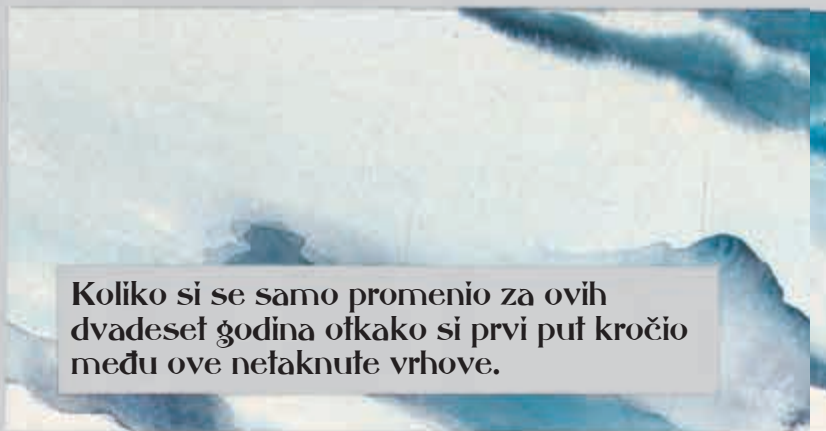 Koliko si se samo promenio za ovih
dvadeset godina otkako si prvi put kročio
među ove netaknute vrhove.